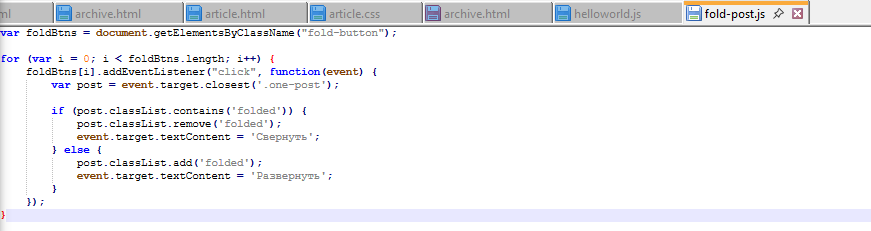 ml archive.html article.html article.css archive.html helloworld.js fold-post.js
var foldBtns = document.getElementsByClassName("fold-button");
for (var i = 0; i < foldBtns.length; i++) {
foldBtns[i].addEventListener("click", function(event) {
var post = event.target.closest('.one-post');
if (post.classList.contains('folded')) {
post.classList.remove('folded');
event.target.textContent = 'Свернуть';
} else {
post.classList.add('folded');
event.target.textContent = 'Развернуть';
}
});
}